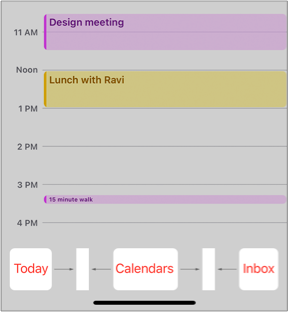 Design meeting
11 AM
Noon
Lunch with Ravi
1 PM
2 PM
3 PM
15 minute walk
4 PM
Today Calendars Inbox